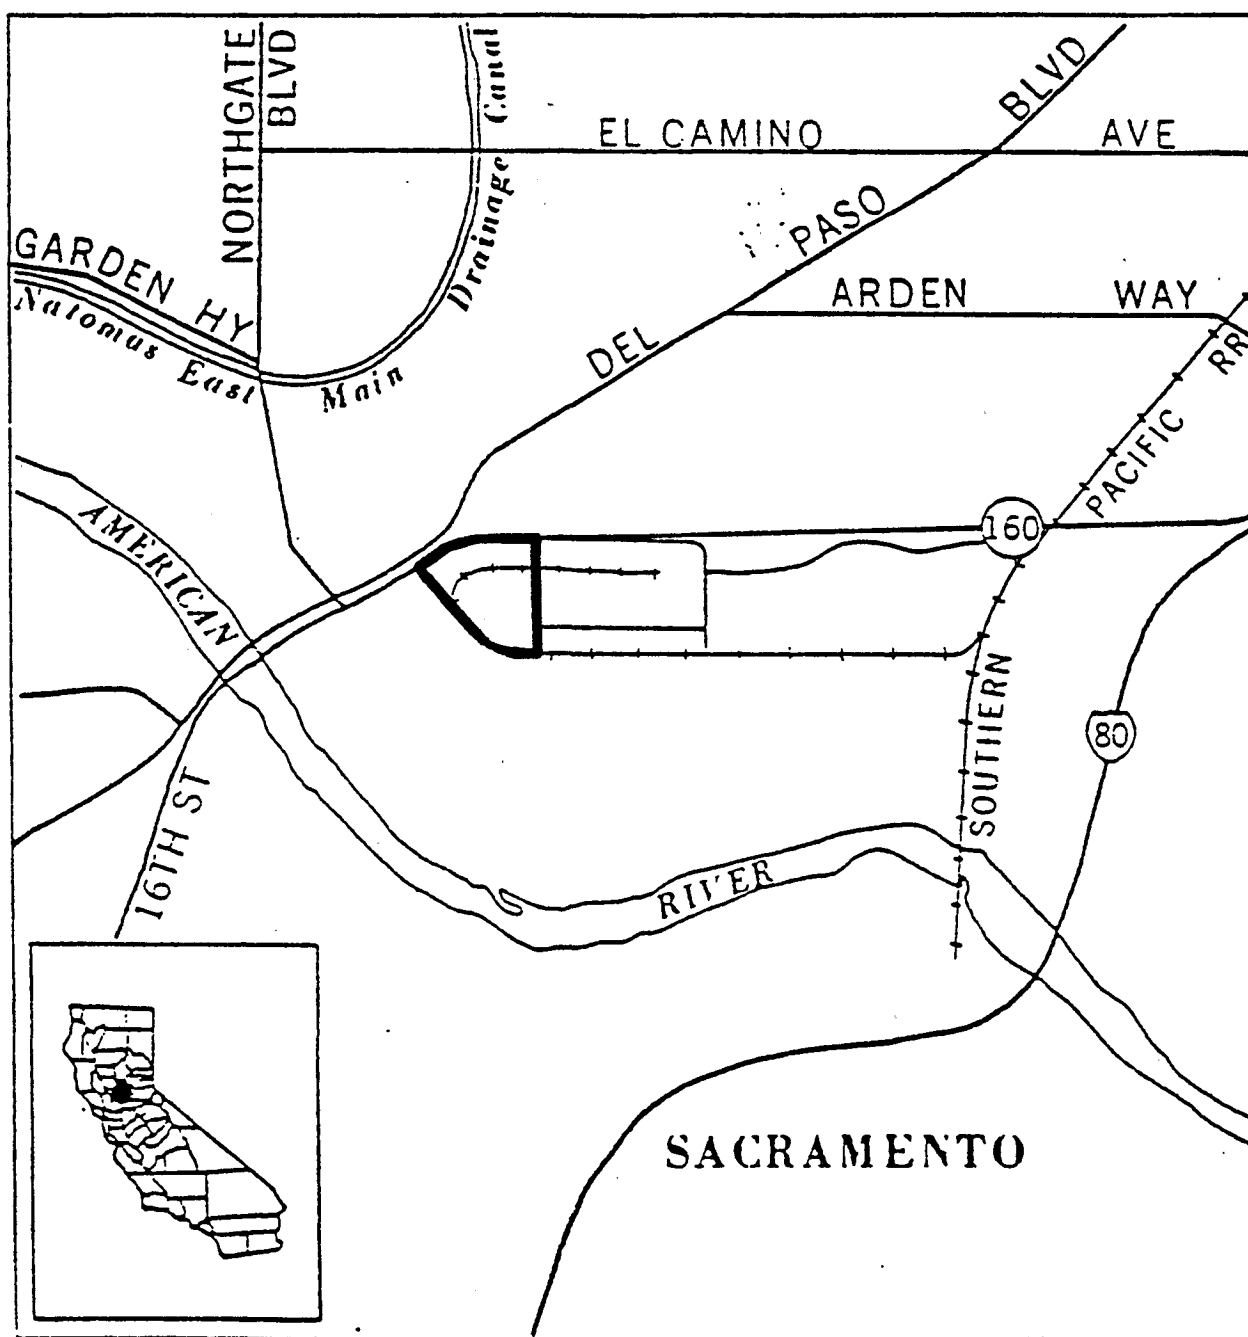 NORTHGATE
BLVD
Canal
Drainage
BLVD
EL CAMINO
AVE
PASO
GARDEN HY
Natomus East Main
ARDEN WAY
DEL
RR
PACIFIC
AMERICAN
160
SOUTHERN
80
16TH ST
RIVER
SACRAMENTO